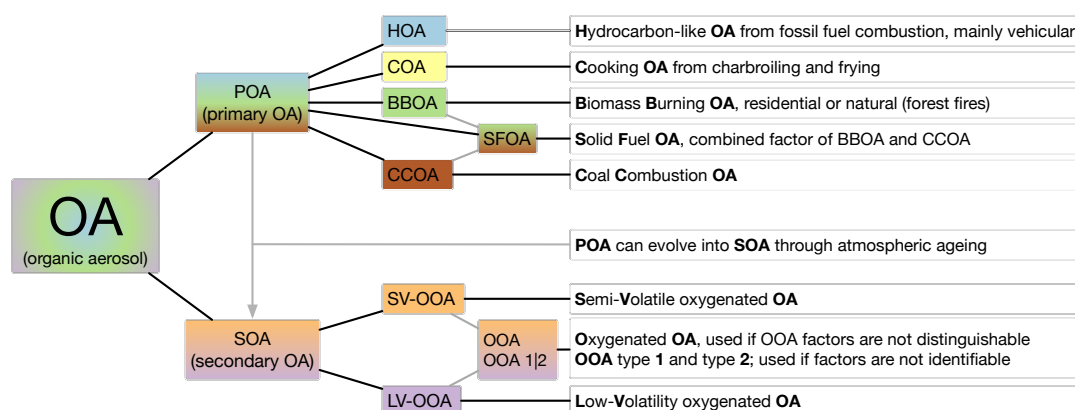 HOA
Hydrocarbon-like OA from fossil fuel combustion, mainly vehicular
COA
Cooking OA from charbroiling and frying
POA
(primary OA)
BBOA
Biomass Burning OA, residential or natural (forest fires)
SFOA
Solid Fuel OA, combined factor of BBOA and CCOA
CCOA
Coal Combustion OA
OA
(organic aerosol)
POA can evolve into SOA through atmospheric ageing
SV-OOA
Semi-Volatile oxygenated OA
SOA
(secondary OA)
OOA
OOA 1|2
Oxygenated OA, used if OOA factors are not distinguishable
OOA type 1 and type 2; used if factors are not identifiable
LV-OOA
Low-Volatility oxygenated OA